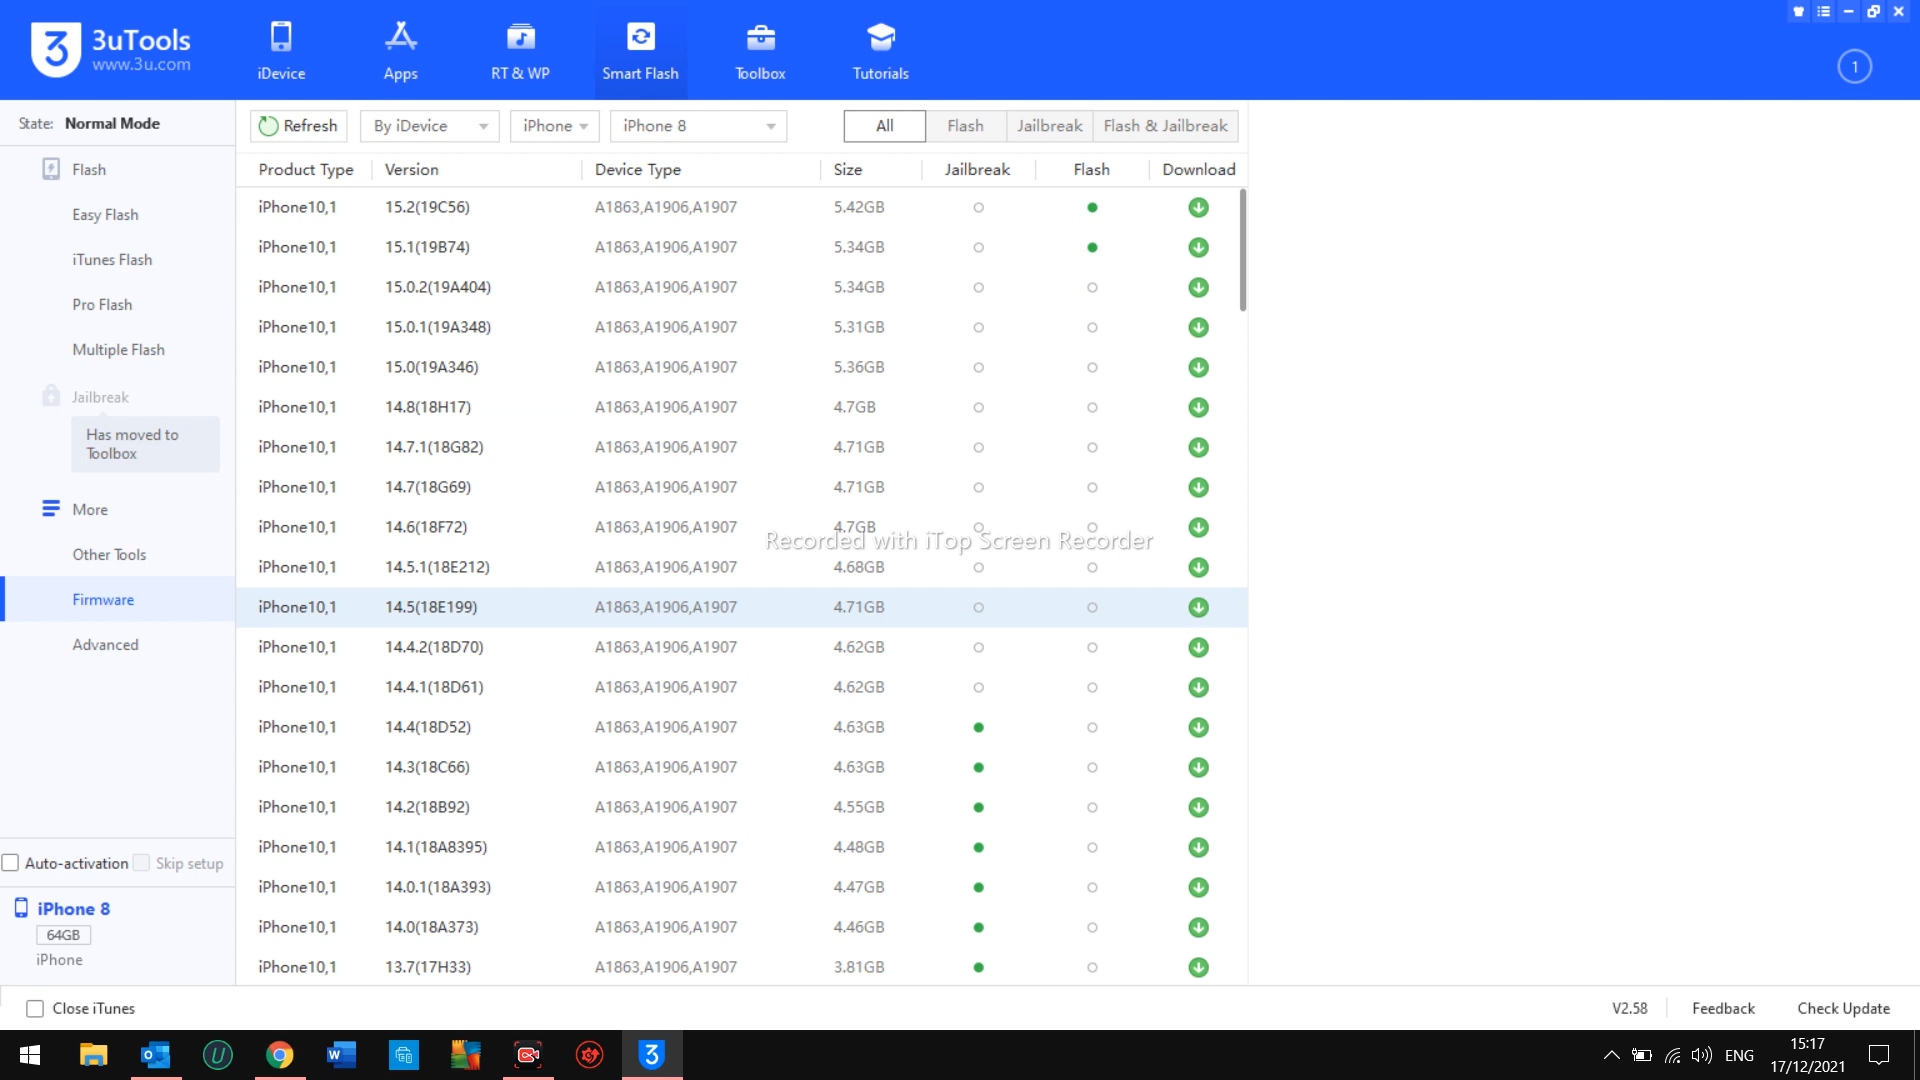 3 3uTools
www.3u.com
iDevice
Apps
RT & WP
Smart Flash
Toolbox
Tutorials
1
State: Normal Mode
Refresh
By iDevice
iPhone
iPhone 8
All
Flash
Jailbreak
Flash & Jailbreak
Product Type Version Device Type Size Jailbreak Flash Download
iPhone10,1 15.2(19C56) A1863,A1906,A1907 5.42GB
iPhone10,1 15.1(19B74) A1863,A1906,A1907 5.34GB
iPhone10,1 15.0.2(19A404) A1863,A1906,A1907 5.34GB
iPhone10,1 15.0.1(19A348) A1863,A1906,A1907 5.31GB
iPhone10,1 15.0(19A346) A1863,A1906,A1907 5.36GB
iPhone10,1 14.8(18H17) A1863,A1906,A1907 4.7GB
iPhone10,1 14.7.1(18G82) A1863,A1906,A1907 4.71GB
iPhone10,1 14.7(18G69) A1863,A1906,A1907 4.71GB
iPhone10,1 14.6(18F72) A1863,A1906,A1907 4.7GB
Recorded with iTop Screen Recorder
iPhone10,1 14.5.1(18E212) A1863,A1906,A1907 4.68GB
iPhone10,1 14.5(18E199) A1863,A1906,A1907 4.71GB
iPhone10,1 14.4.2(18D70) A1863,A1906,A1907 4.62GB
iPhone10,1 14.4.1(18D61) A1863,A1906,A1907 4.62GB
iPhone10,1 14.4(18D52) A1863,A1906,A1907 4.63GB
iPhone10,1 14.3(18C66) A1863,A1906,A1907 4.63GB
iPhone10,1 14.2(18B92) A1863,A1906,A1907 4.55GB
iPhone10,1 14.1(18A8395) A1863,A1906,A1907 4.48GB
iPhone10,1 14.0.1(18A393) A1863,A1906,A1907 4.47GB
iPhone10,1 14.0(18A373) A1863,A1906,A1907 4.46GB
iPhone10,1 13.7(17H33) A1863,A1906,A1907 3.81GB
Flash
Easy Flash
iTunes Flash
Pro Flash
Multiple Flash
Jailbreak
Has moved to
Toolbox
More
Other Tools
Firmware
Advanced
Auto-activation Skip setup
iPhone 8
64GB
iPhone
Close iTunes
V2.58
Feedback
Check Update
ENG
15:17
17/12/2021